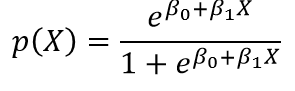 p(X) = e^{β₀+β₁X} / (1 + e^{β₀+β₁X})